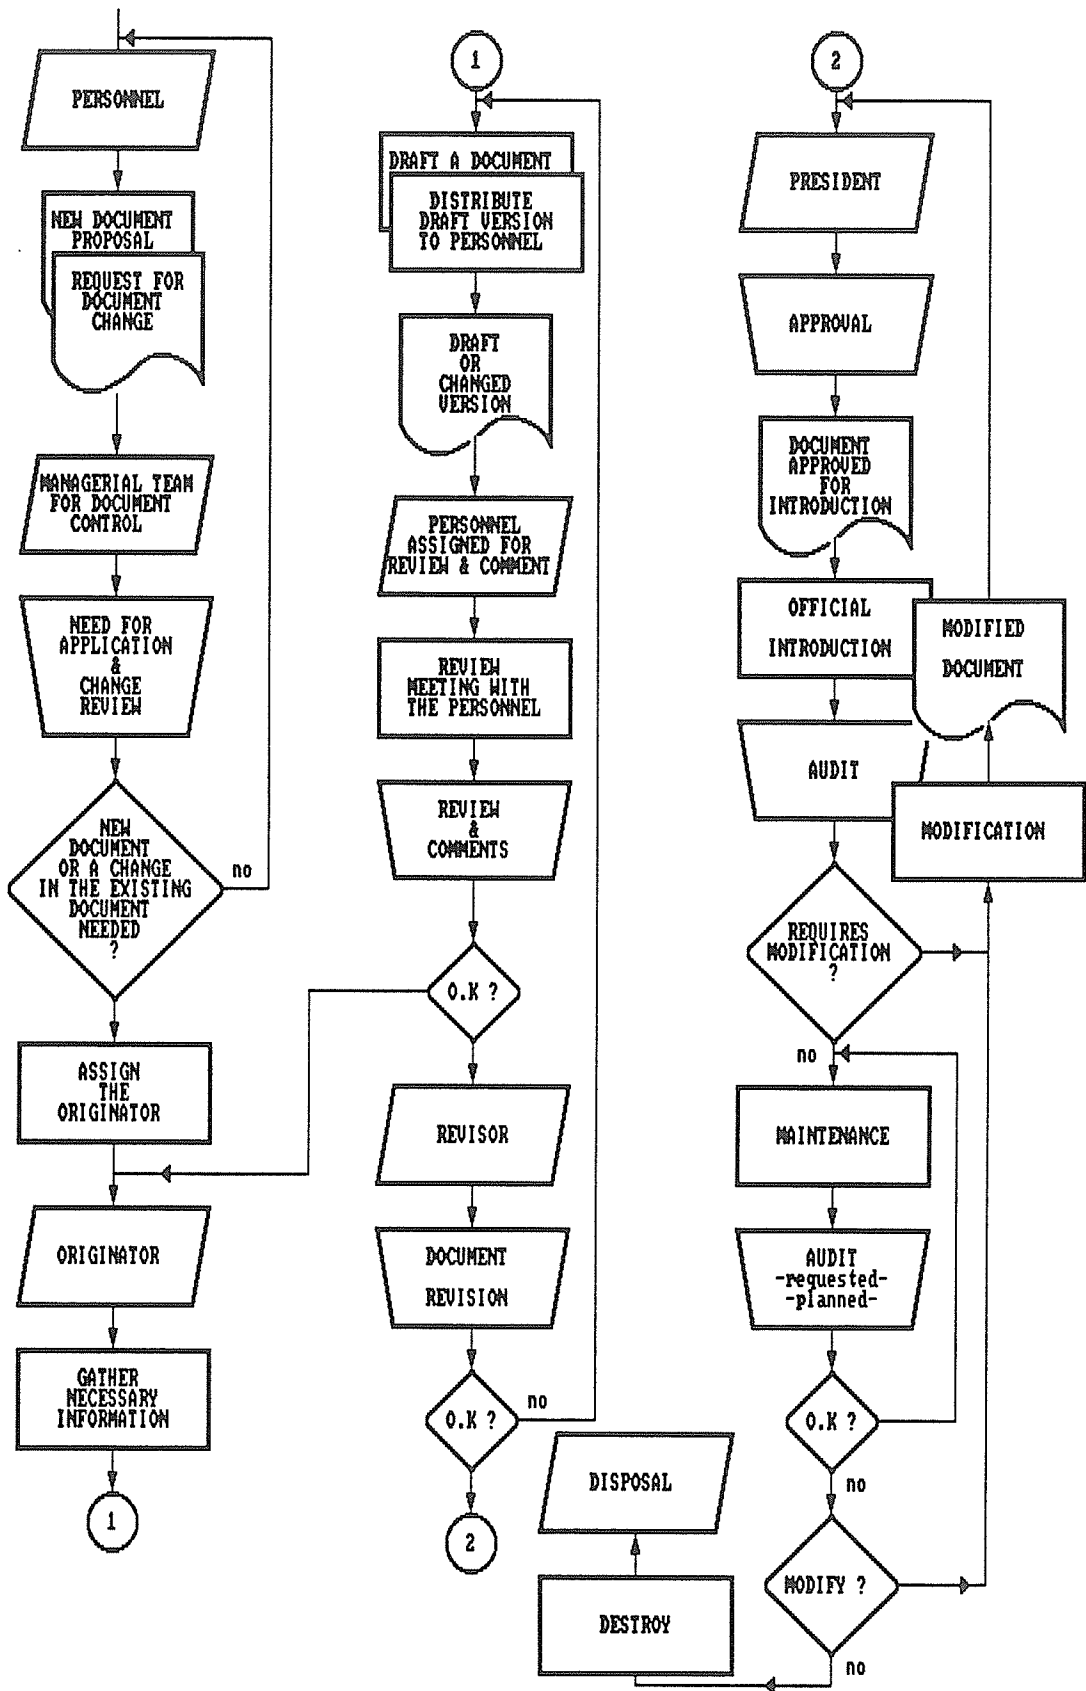 PERSONNEL
NEW DOCUMENT
PROPOSAL
REQUEST FOR
DOCUMENT
CHANGE
MANAGERIAL TEAM
FOR DOCUMENT
CONTROL
NEED FOR
APPLICATION
&
CHANGE
REVIEW
NEW
DOCUMENT
OR A CHANGE
IN THE EXISTING
DOCUMENT
NEEDED
?
no
ASSIGN
THE
ORIGINATOR
ORIGINATOR
GATHER
NECESSARY
INFORMATION
1
1
DRAFT A DOCUMENT
DISTRIBUTE
DRAFT VERSION
TO PERSONNEL
DRAFT
OR
CHANGED
VERSION
PERSONNEL
ASSIGNED FOR
REVIEW & COMMENT
REVIEW
MEETING WITH
THE PERSONNEL
REVIEW
&
COMMENTS
O.K ?
REVISOR
DOCUMENT
REVISION
O.K ?
no
2
2
PRESIDENT
APPROVAL
DOCUMENT
APPROVED
FOR
INTRODUCTION
OFFICIAL
INTRODUCTION
MODIFIED
DOCUMENT
AUDIT
MODIFICATION
REQUIRES
MODIFICATION
?
no
MAINTENANCE
AUDIT
-requested-
-planned-
O.K ?
no
MODIFY ?
no
DISPOSAL
DESTROY